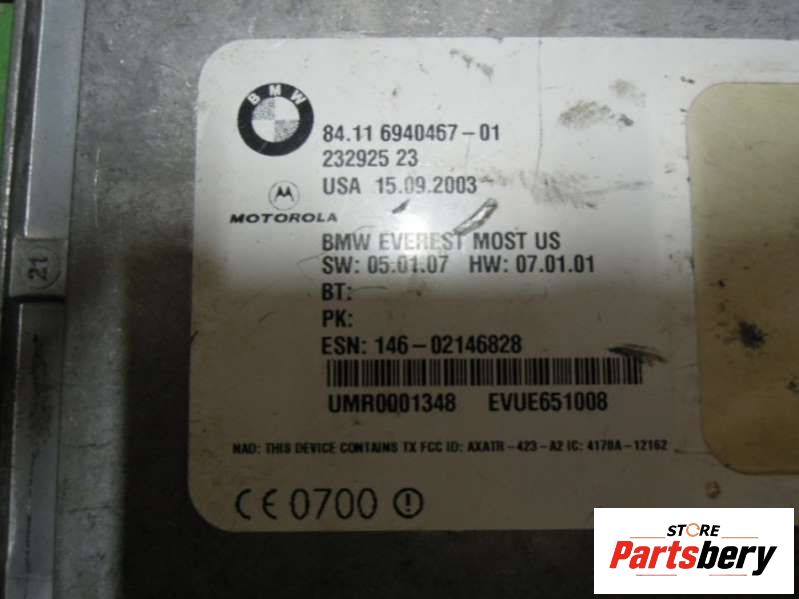 BMW
84.11 6940467-01
232925 23
USA 15.09.2003
MOTOROLA
BMW EVEREST MOST US
SW: 05.01.07 HW: 07.01.01
BT:
PK:
ESN: 146-02146828
UMR0001348 EVUE651008
NAD: THIS DEVICE CONTAINS TX FCC ID: AXATR-423-A2 IC: 4170A-12162
CE 0700
21
STORE
Partsbery